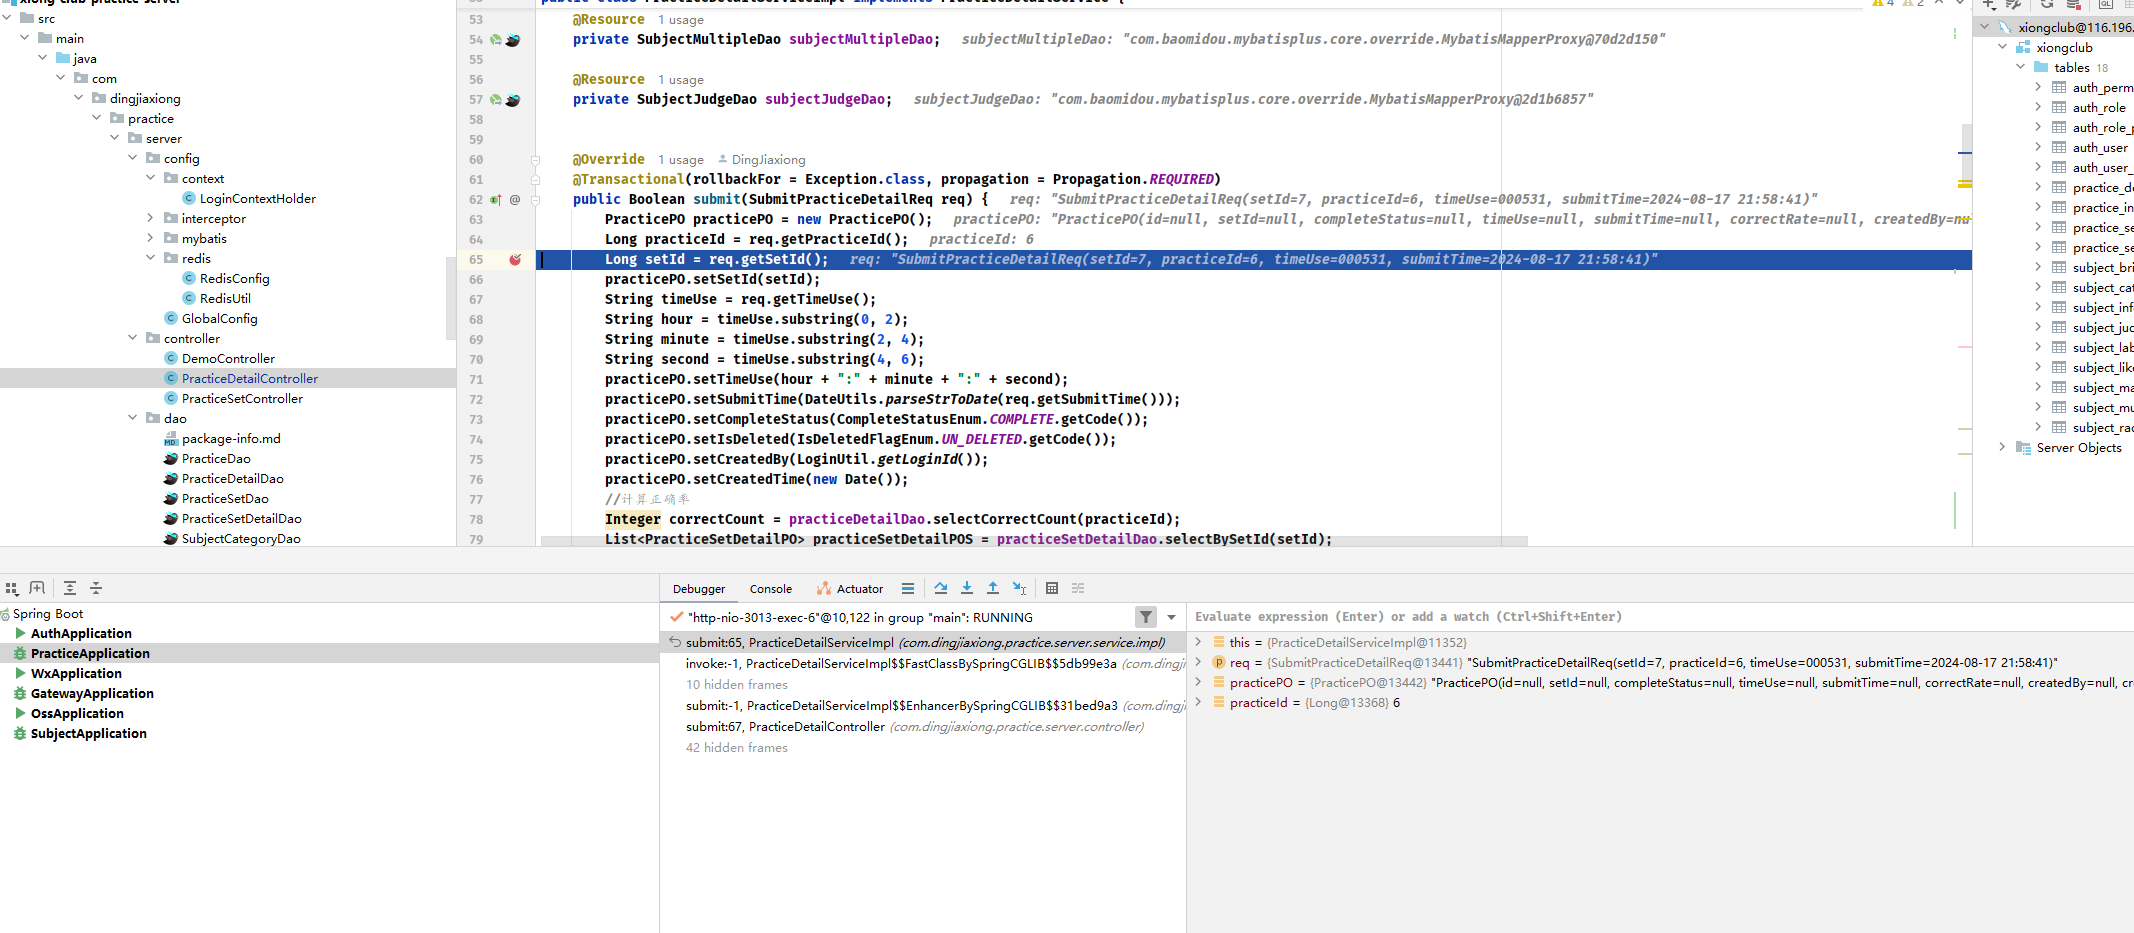 xiong-club-practice-server
src
main
java
com
dingjiaxiong
practice
server
config
context
LoginContextHolder
interceptor
mybatis
redis
RedisConfig
RedisUtil
GlobalConfig
controller
DemoController
PracticeDetailController
PracticeSetController
dao
package-info.md
PracticeDao
PracticeDetailDao
PracticeSetDao
PracticeSetDetailDao
SubjectCategoryDao
53 @Resource 1 usage
54 private SubjectMultipleDao subjectMultipleDao; subjectMultipleDao: "com.baomidou.mybatisplus.core.override.MybatisMapperProxy@70d2d150"
55
56 @Resource 1 usage
57 private SubjectJudgeDao subjectJudgeDao; subjectJudgeDao: "com.baomidou.mybatisplus.core.override.MybatisMapperProxy@2d1b6857"
58
59
60 @Override 1 usage DingJiaxiong
61 @Transactional(rollbackFor = Exception.class, propagation = Propagation.REQUIRED)
62 public Boolean submit(SubmitPracticeDetailReq req) { req: "SubmitPracticeDetailReq(setId=7, practiceId=6, timeUse=000531, submitTime=2024-08-17 21:58:41)"
63 PracticePO practicePO = new PracticePO(); practicePO: "PracticePO(id=null, setId=null, completeStatus=null, timeUse=null, submitTime=null, correctRate=null, createdBy=nu
64 Long practiceId = req.getPracticeId(); practiceId: 6
65 Long setId = req.getSetId(); req: "SubmitPracticeDetailReq(setId=7, practiceId=6, timeUse=000531, submitTime=2024-08-17 21:58:41)"
66 practicePO.setSetId(setId);
67 String timeUse = req.getTimeUse();
68 String hour = timeUse.substring(0, 2);
69 String minute = timeUse.substring(2, 4);
70 String second = timeUse.substring(4, 6);
71 practicePO.setTimeUse(hour + ":" + minute + ":" + second);
72 practicePO.setSubmitTime(DateUtils.parseStrToDate(req.getSubmitTime()));
73 practicePO.setCompleteStatus(CompleteStatusEnum.COMPLETE.getCode());
74 practicePO.setIsDeleted(IsDeletedFlagEnum.UN_DELETED.getCode());
75 practicePO.setCreatedBy(LoginUtil.getLoginId());
76 practicePO.setCreatedTime(new Date());
77 //计算正确率
78 Integer correctCount = practiceDetailDao.selectCorrectCount(practiceId);
79 List<PracticeSetDetailPO> practiceSetDetailPOS = practiceSetDetailDao.selectBySetId(setId);
4 2
xiongclub@116.196.
xiongclub
tables 18
auth_perm
auth_role
auth_role_p
auth_user
auth_user_
practice_de
practice_in
practice_se
practice_se
subject_bri
subject_cat
subject_info
subject_jud
subject_lab
subject_like
subject_ma
subject_mu
subject_rad
Server Objects
Spring Boot
AuthApplication
PracticeApplication
WxApplication
GatewayApplication
OssApplication
SubjectApplication
Debugger Console Actuator
"http-nio-3013-exec-6"@10,122 in group "main": RUNNING
submit:65, PracticeDetailServiceImpl (com.dingjiaxiong.practice.server.service.impl)
invoke:-1, PracticeDetailServiceImpl$$FastClassBySpringCGLIB$$5db99e3a (com.dingji
10 hidden frames
submit:-1, PracticeDetailServiceImpl$$EnhancerBySpringCGLIB$$31bed9a3 (com.dingj
submit:67, PracticeDetailController (com.dingjiaxiong.practice.server.controller)
42 hidden frames
Evaluate expression (Enter) or add a watch (Ctrl+Shift+Enter)
this = {PracticeDetailServiceImpl@11352}
req = {SubmitPracticeDetailReq@13441} "SubmitPracticeDetailReq(setId=7, practiceId=6, timeUse=000531, submitTime=2024-08-17 21:58:41)"
practicePO = {PracticePO@13442} "PracticePO(id=null, setId=null, completeStatus=null, timeUse=null, submitTime=null, correctRate=null, createdBy=null, cr
practiceId = {Long@13368} 6